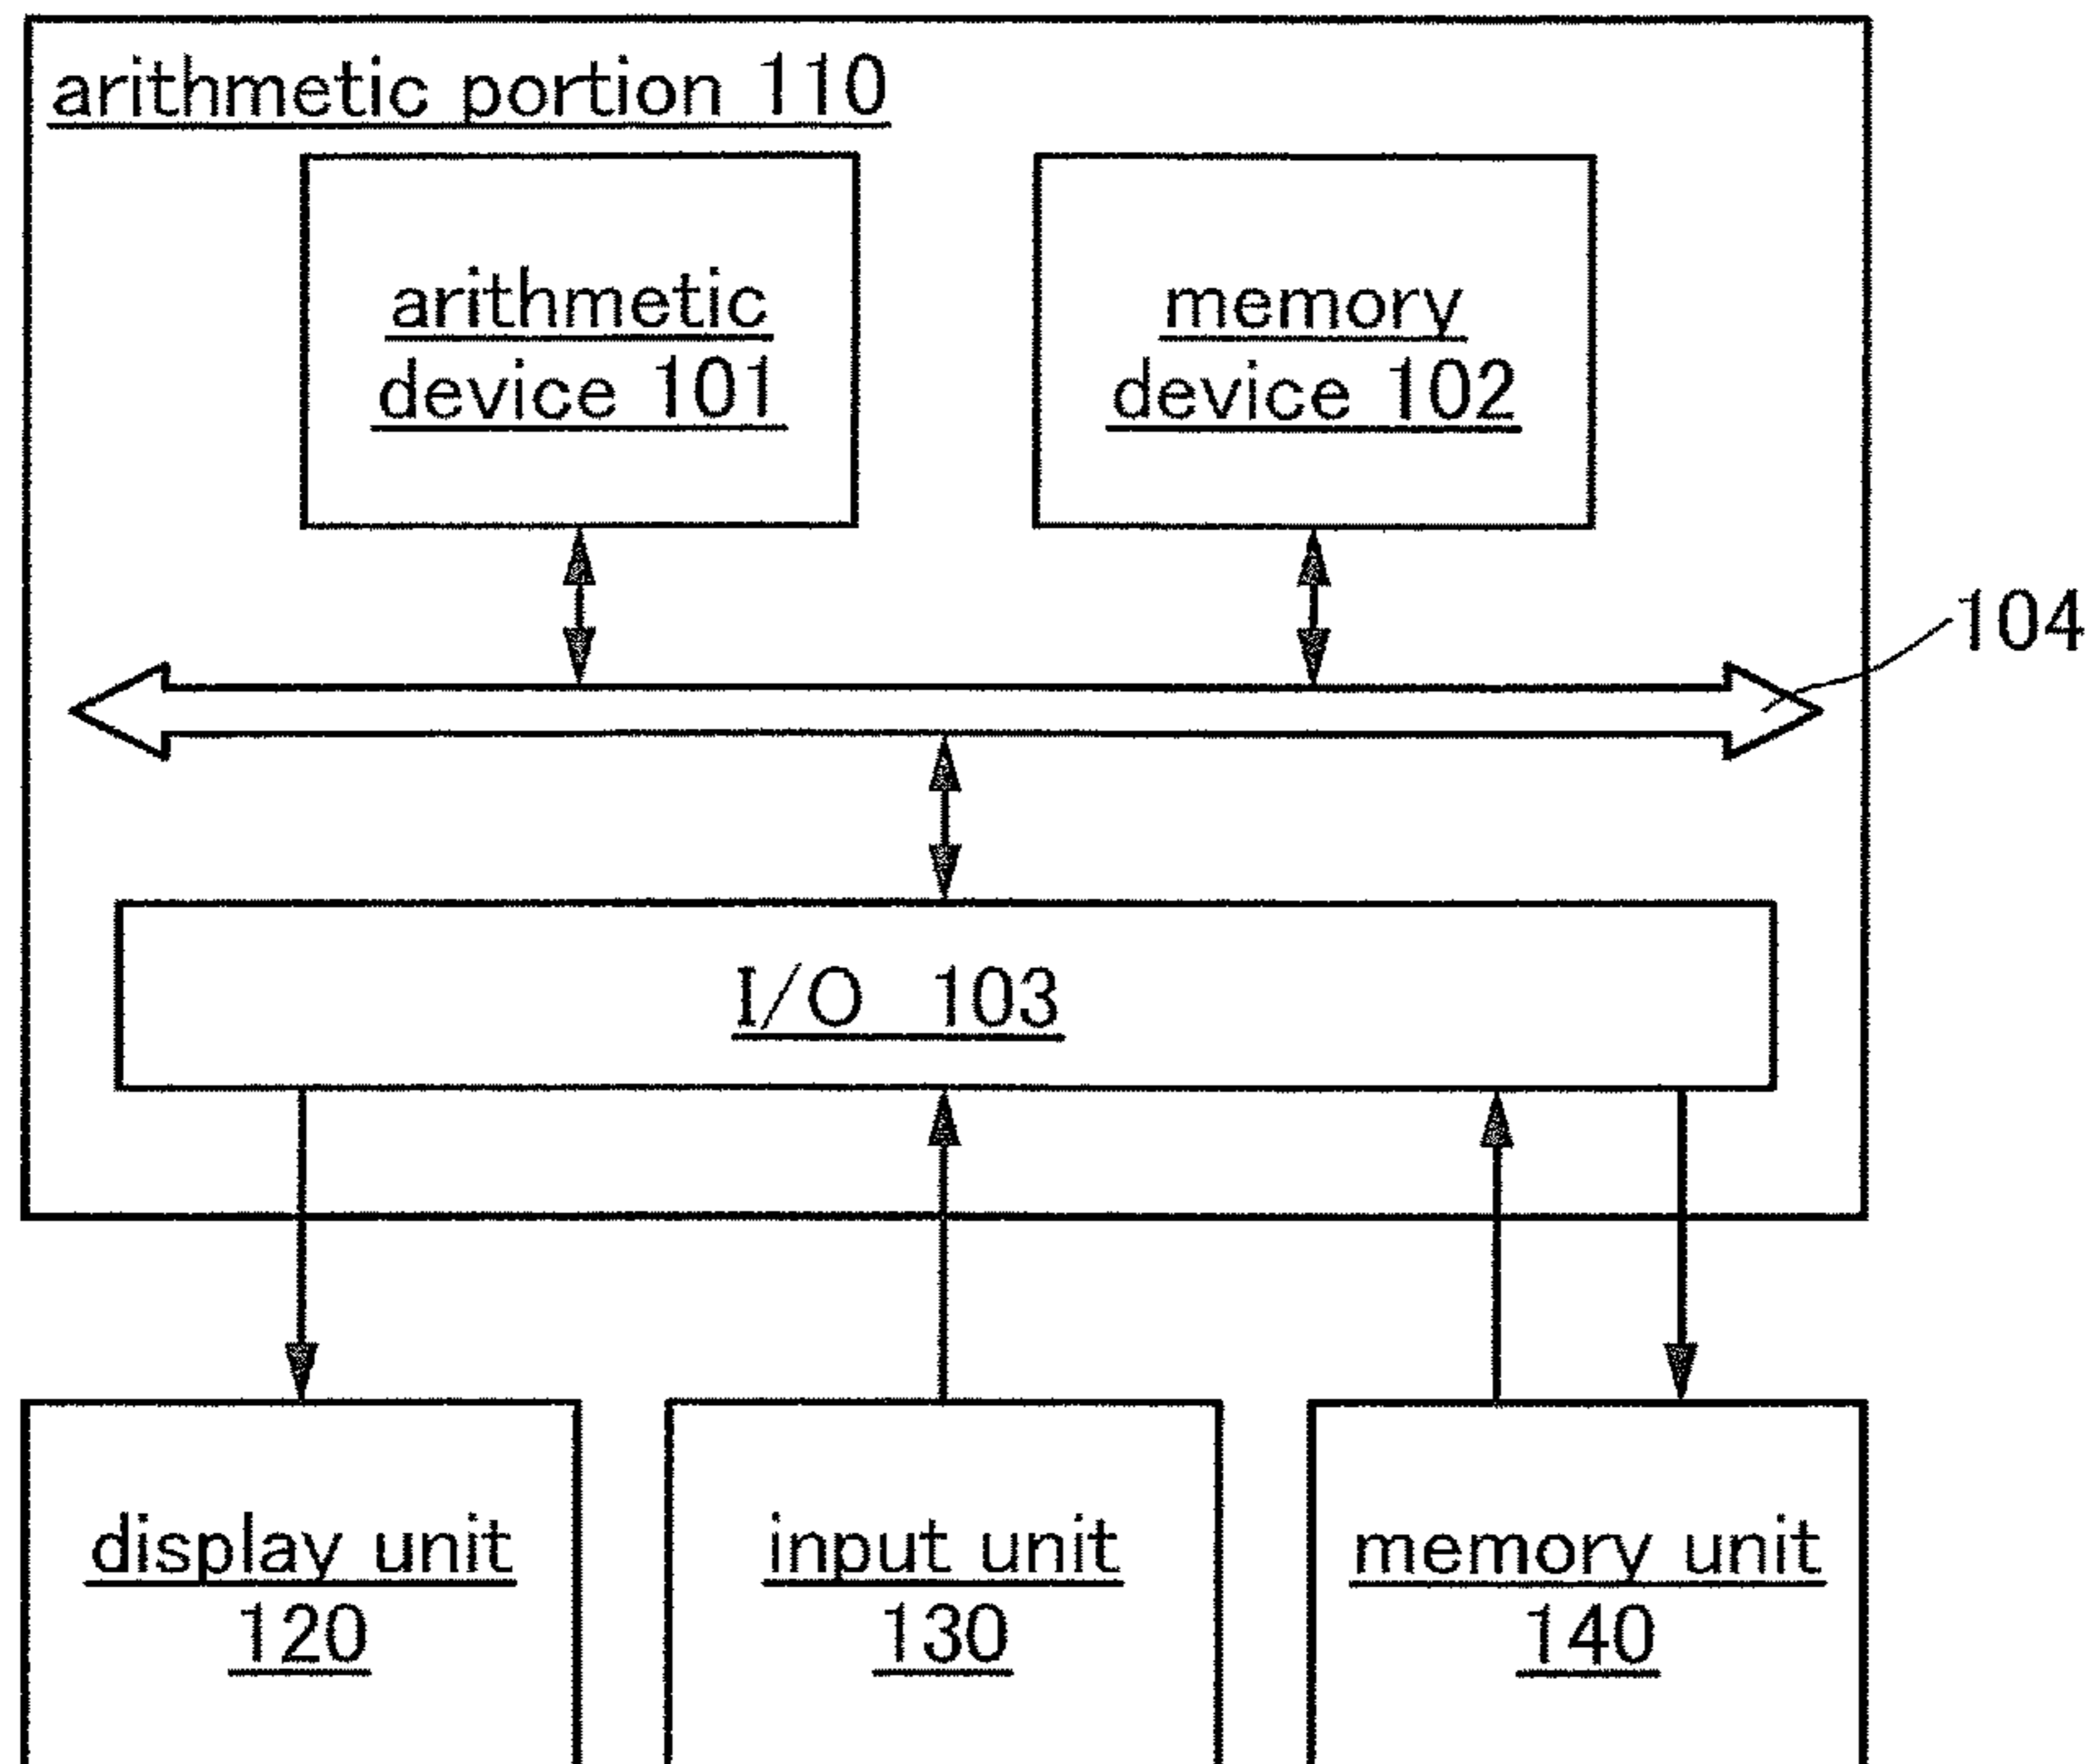 arithmetic portion 110
arithmetic
device 101
memory
device 102
104
I/O 103
display unit
120
input unit
130
memory unit
140